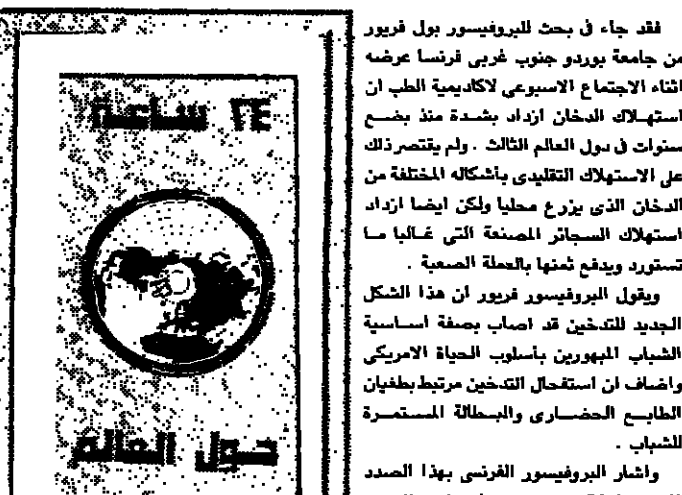 فقد جاء فى بحث للبروفيسور بول فريور
من جامعة بوردو جنوب غربى فرنسا عرضه
اثناء الاجتماع الاسبوعى لاكاديمية الطب ان
استهلاك الدخان ازداد بشدة منذ بضع
سنوات فى دول العالم الثالث . ولم يقتصر ذلك
على الاستهلاك التقليدى بأشكاله المختلفة من
الدخان الذى يزرع محليا ولكن ايضا ازداد
استهلاك السجائر المصنعة التى غالبا ما
تستورد ويدفع ثمنها بالعملة الصعبة .
ويقول البروفيسور فريور ان هذا الشكل
الجديد للتدخين قد اصاب بصفة اساسية
الشباب المبهورين بأسلوب الحياة الامريكى
واضاف ان استفحال التدخين مرتبط بطغيان
الطابع الحضارى والبطالة المستمرة
للشباب .
واشار البروفيسور الفرنسى بهذا الصدد
٢٤ ساعة
حول العالم